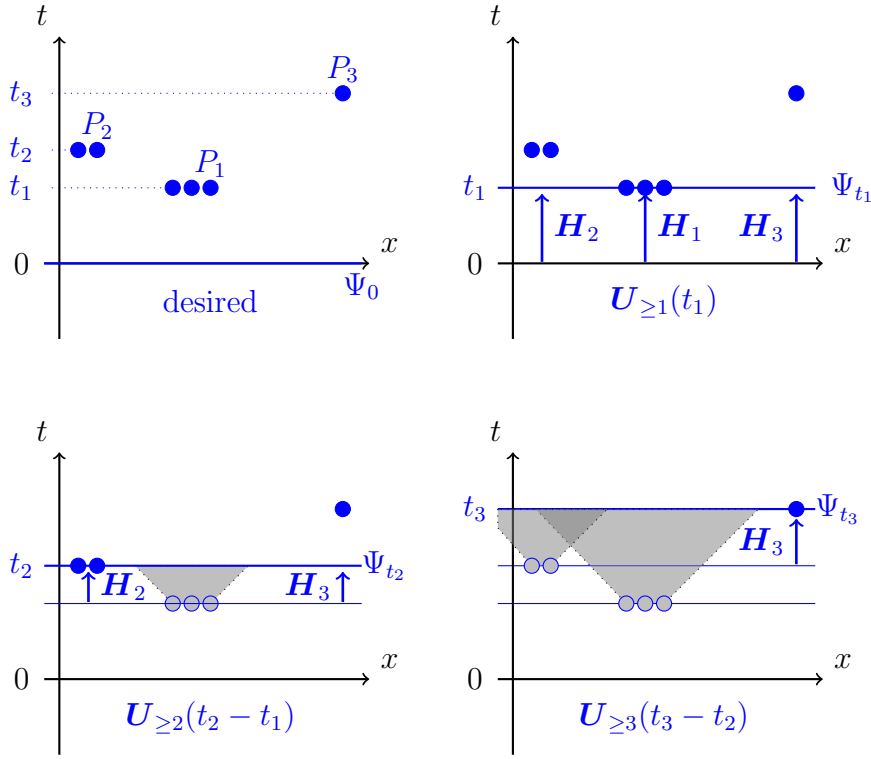 t
t₃
P₃
t₂
P₂
t₁
P₁
0
x
desired
Ψ₀
t
t₁
Ψₜ₁
H₂
H₁
H₃
x
0
U≥1(t₁)
t
t₂
Ψₜ₂
H₂
H₃
0
x
U≥2(t₂ − t₁)
t
t₃
Ψₜ₃
H₃
0
x
U≥3(t₃ − t₂)